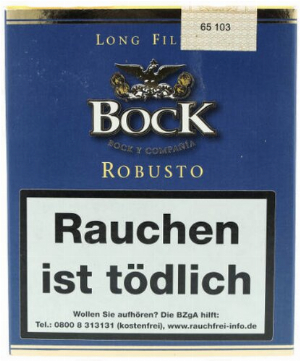 65 103
LONG FIL
BOCK
BOCK Y COMPAÑIA
ROBUSTO
Rauchen
ist tödlich
Wollen Sie aufhören? Die BZgA hilft:
Tel.: 0800 8 313131 (kostenfrei), www.rauchfrei-info.de